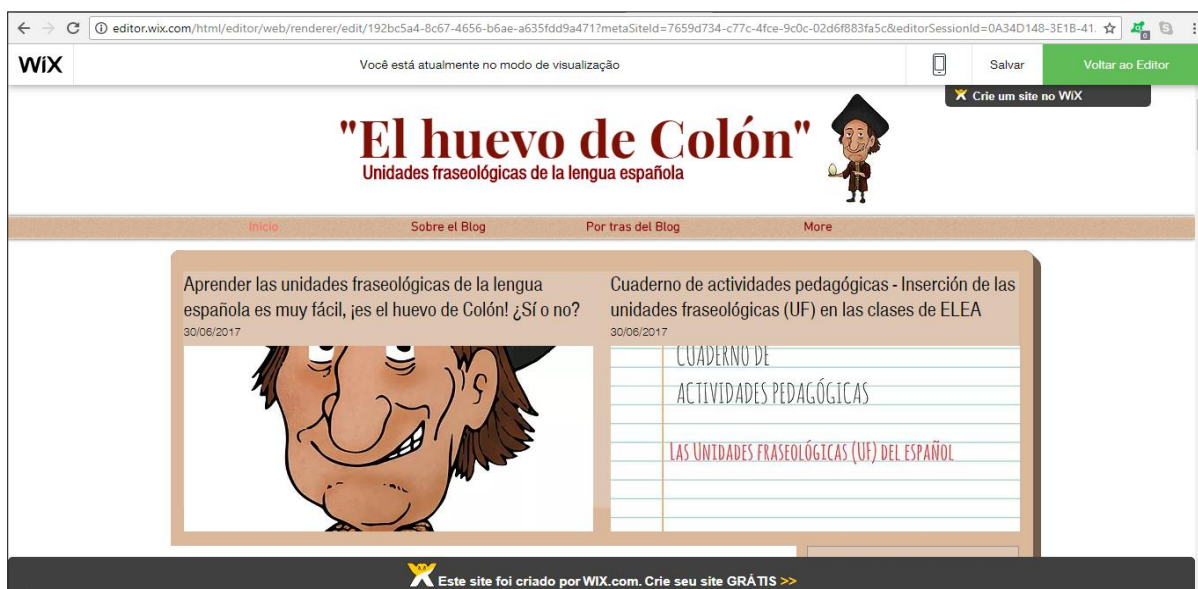 editor.wix.com/html/editor/web/renderer/edit/192bc5a4-8c67-4656-b6ae-a635fdd9a471?metaSiteId=7659d734-c77c-4fce-9c0c-02d6f883fa5c&editorSessionId=0A34D148-3E1B-41
WiX
Você está atualmente no modo de visualização
Salvar
Voltar ao Editor
Crie um site no WiX
"El huevo de Colón"
Unidades fraseológicas de la lengua española
Inicio
Sobre el Blog
Por tras del Blog
More
Aprender las unidades fraseológicas de la lengua
española es muy fácil, ¡es el huevo de Colón! ¿Sí o no?
30/06/2017
Cuaderno de actividades pedagógicas - Inserción de las
unidades fraseológicas (UF) en las clases de ELEA
30/06/2017
CUADERNO DE
ACTIVIDADES PEDAGÓGICAS
LAS UNIDADES FRASEOLÓGICAS (UF) DEL ESPAÑOL
Este site foi criado por WIX.com. Crie seu site GRÁTIS >>